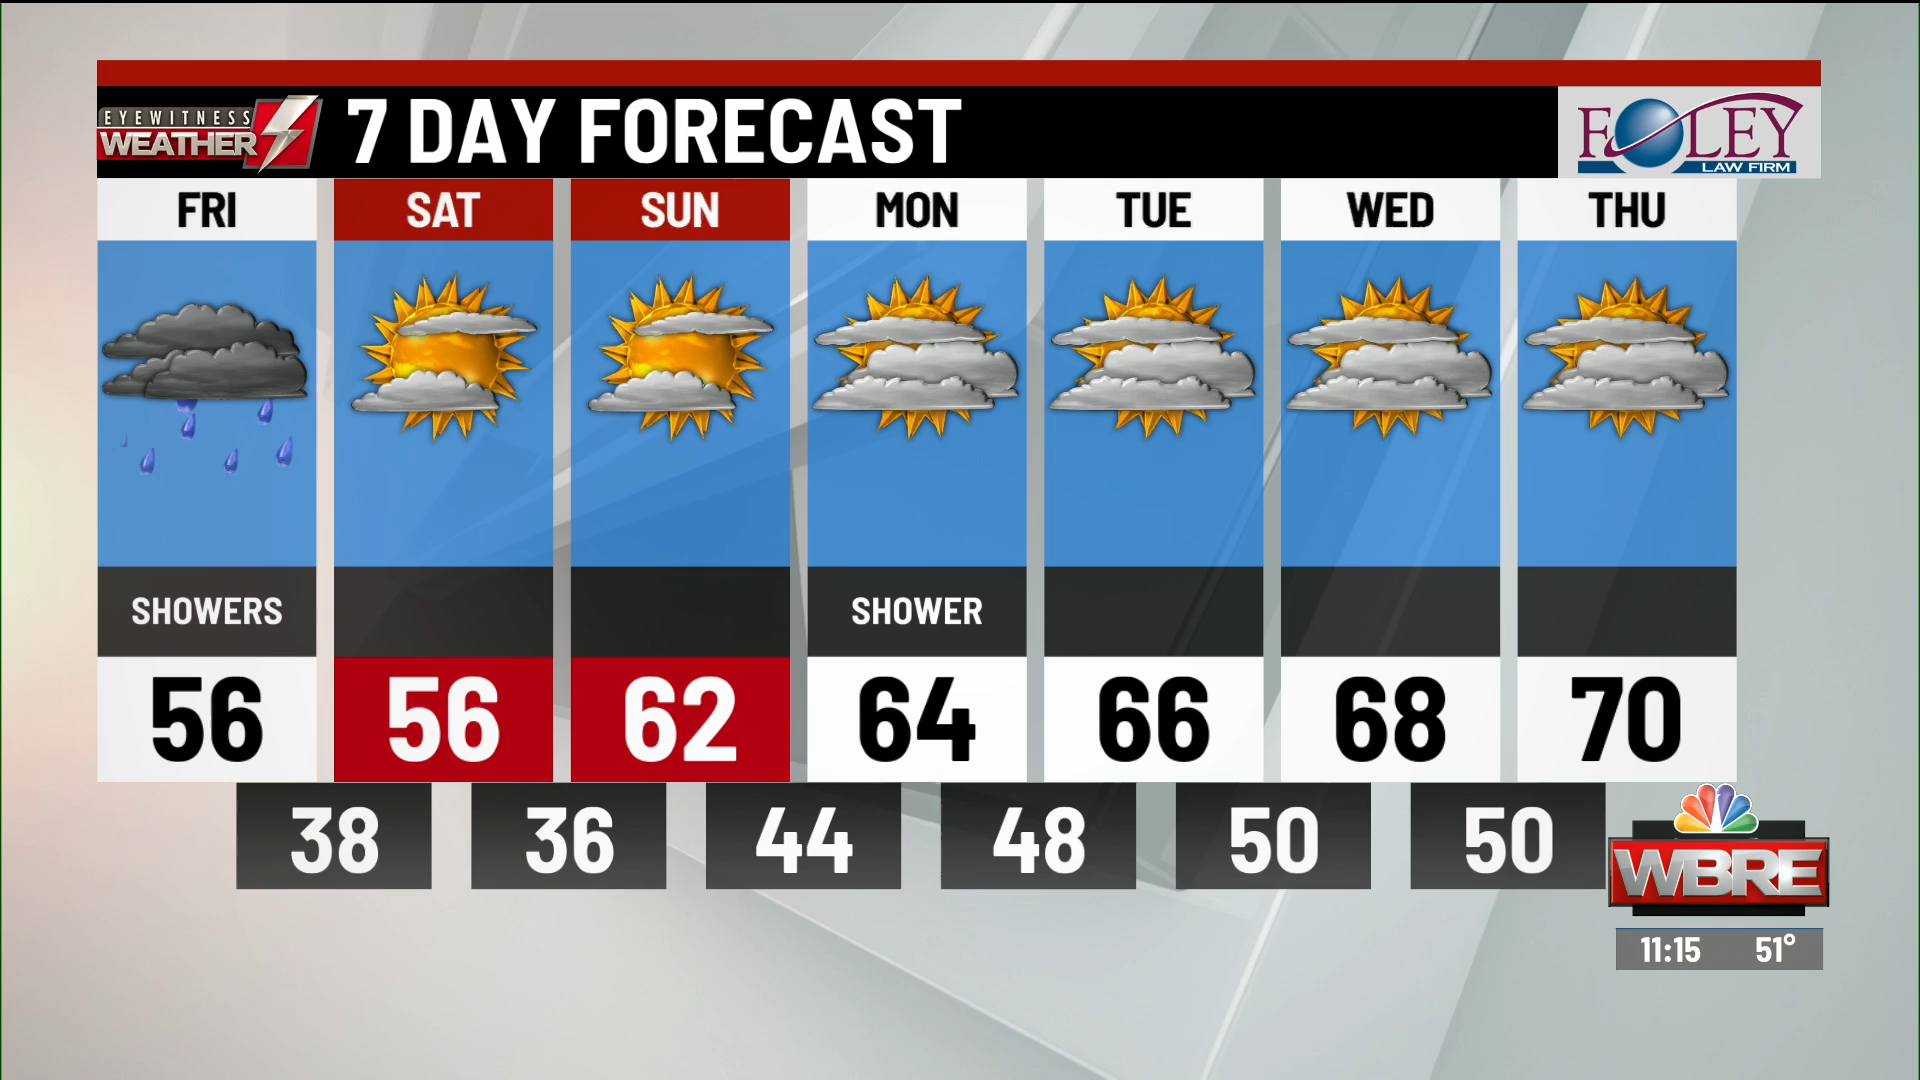 EYEWITNESS
WEATHER
7 DAY FORECAST
FOLEY
LAW FIRM
FRI SAT SUN MON TUE WED THU
SHOWERS SHOWER
56 56 62 64 66 68 70
38 36 44 48 50 50
WBRE
11:15 51°